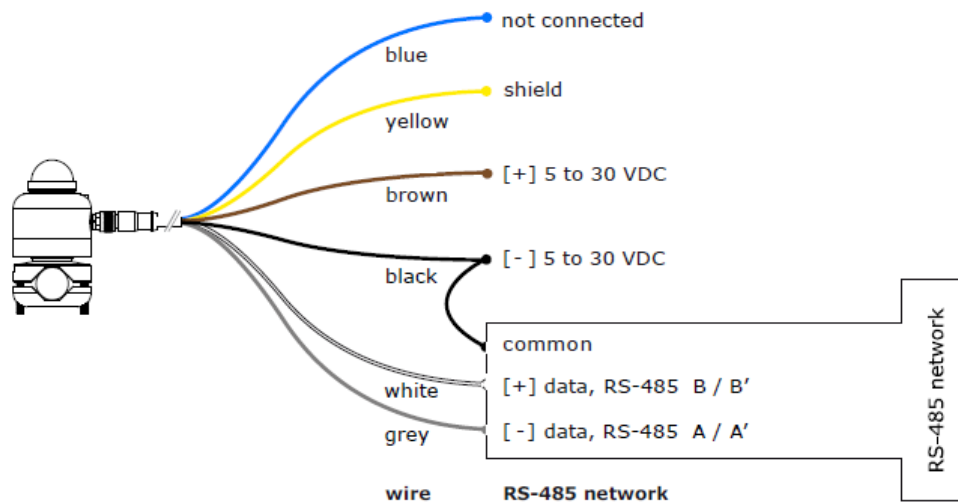 not connected
blue
shield
yellow
[+] 5 to 30 VDC
brown
[-] 5 to 30 VDC
black
common
[+] data, RS-485 B / B’
white
[-] data, RS-485 A / A’
grey
RS-485 network
wire RS-485 network